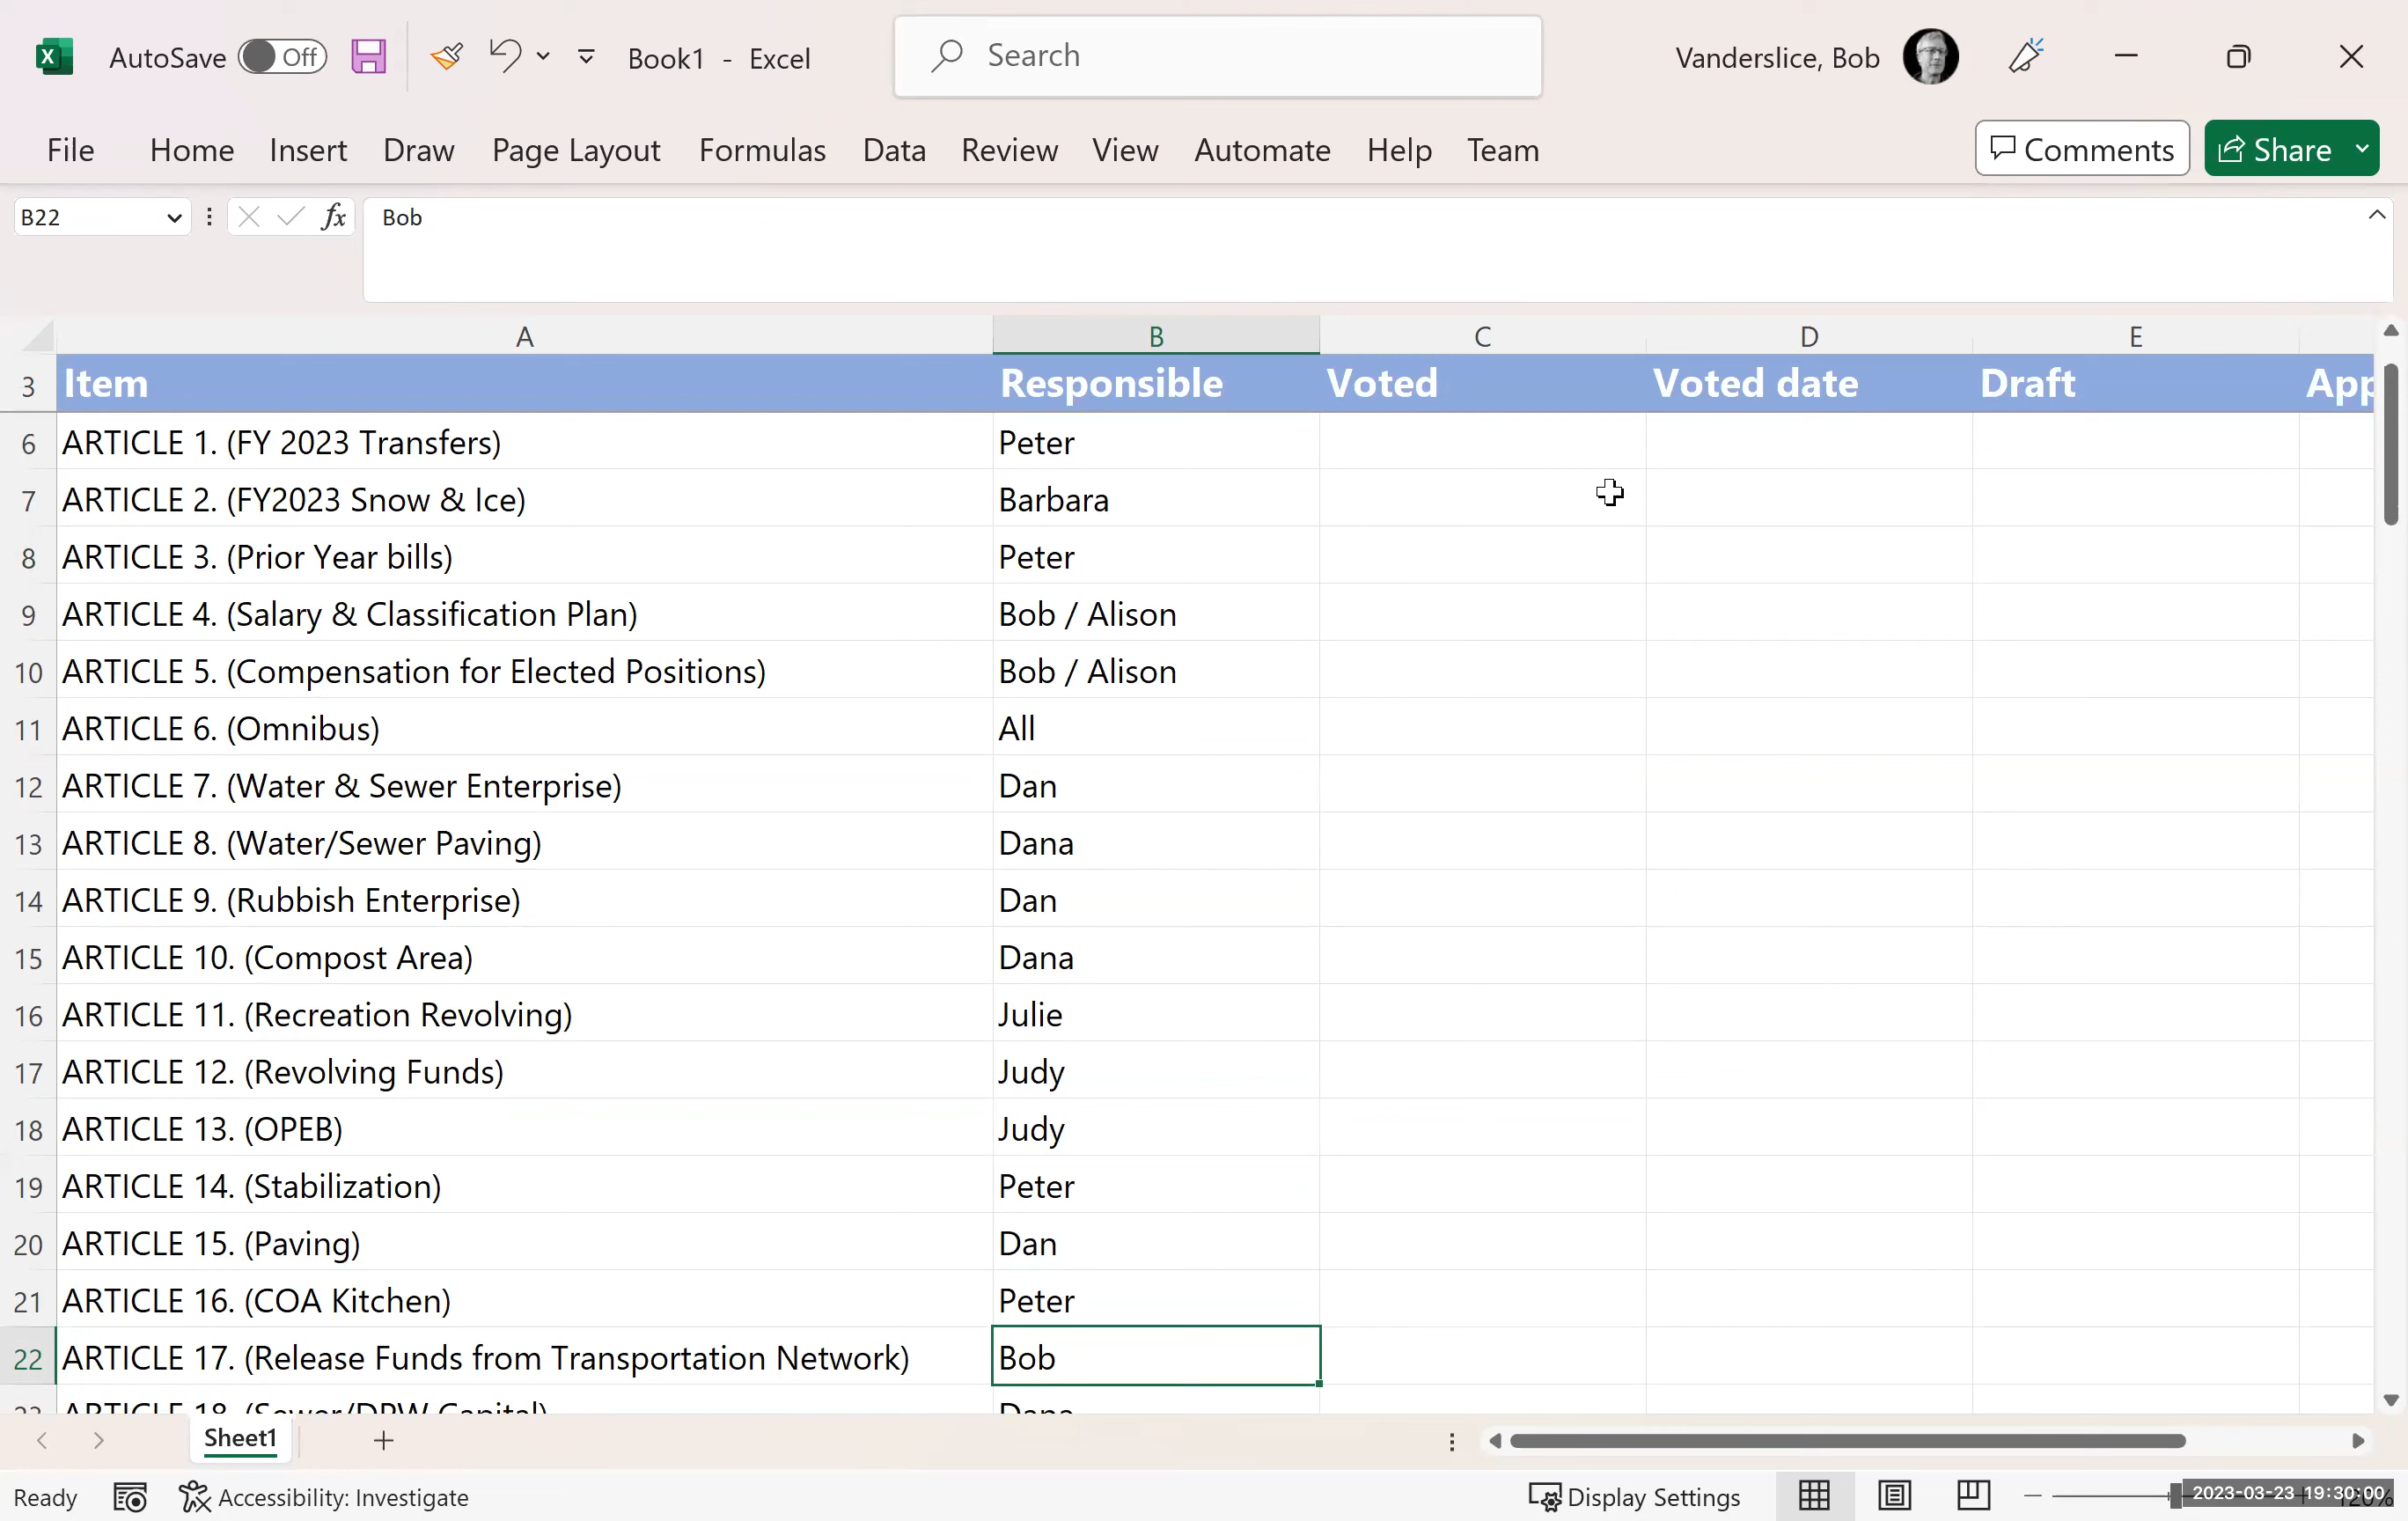 AutoSave Off Book1 - Excel Search Vanderslice, Bob
File Home Insert Draw Page Layout Formulas Data Review View Automate Help Team Comments Share
B22 fx Bob
A B C D E
3 Item Responsible Voted Voted date Draft App
6 ARTICLE 1. (FY 2023 Transfers) Peter
7 ARTICLE 2. (FY2023 Snow & Ice) Barbara
8 ARTICLE 3. (Prior Year bills) Peter
9 ARTICLE 4. (Salary & Classification Plan) Bob / Alison
10 ARTICLE 5. (Compensation for Elected Positions) Bob / Alison
11 ARTICLE 6. (Omnibus) All
12 ARTICLE 7. (Water & Sewer Enterprise) Dan
13 ARTICLE 8. (Water/Sewer Paving) Dana
14 ARTICLE 9. (Rubbish Enterprise) Dan
15 ARTICLE 10. (Compost Area) Dana
16 ARTICLE 11. (Recreation Revolving) Julie
17 ARTICLE 12. (Revolving Funds) Judy
18 ARTICLE 13. (OPEB) Judy
19 ARTICLE 14. (Stabilization) Peter
20 ARTICLE 15. (Paving) Dan
21 ARTICLE 16. (COA Kitchen) Peter
22 ARTICLE 17. (Release Funds from Transportation Network) Bob
23 ARTICLE 18. (Sewer/DPW Capital) Dana
Sheet1
Ready Accessibility: Investigate Display Settings 2023-03-23 19:30:00